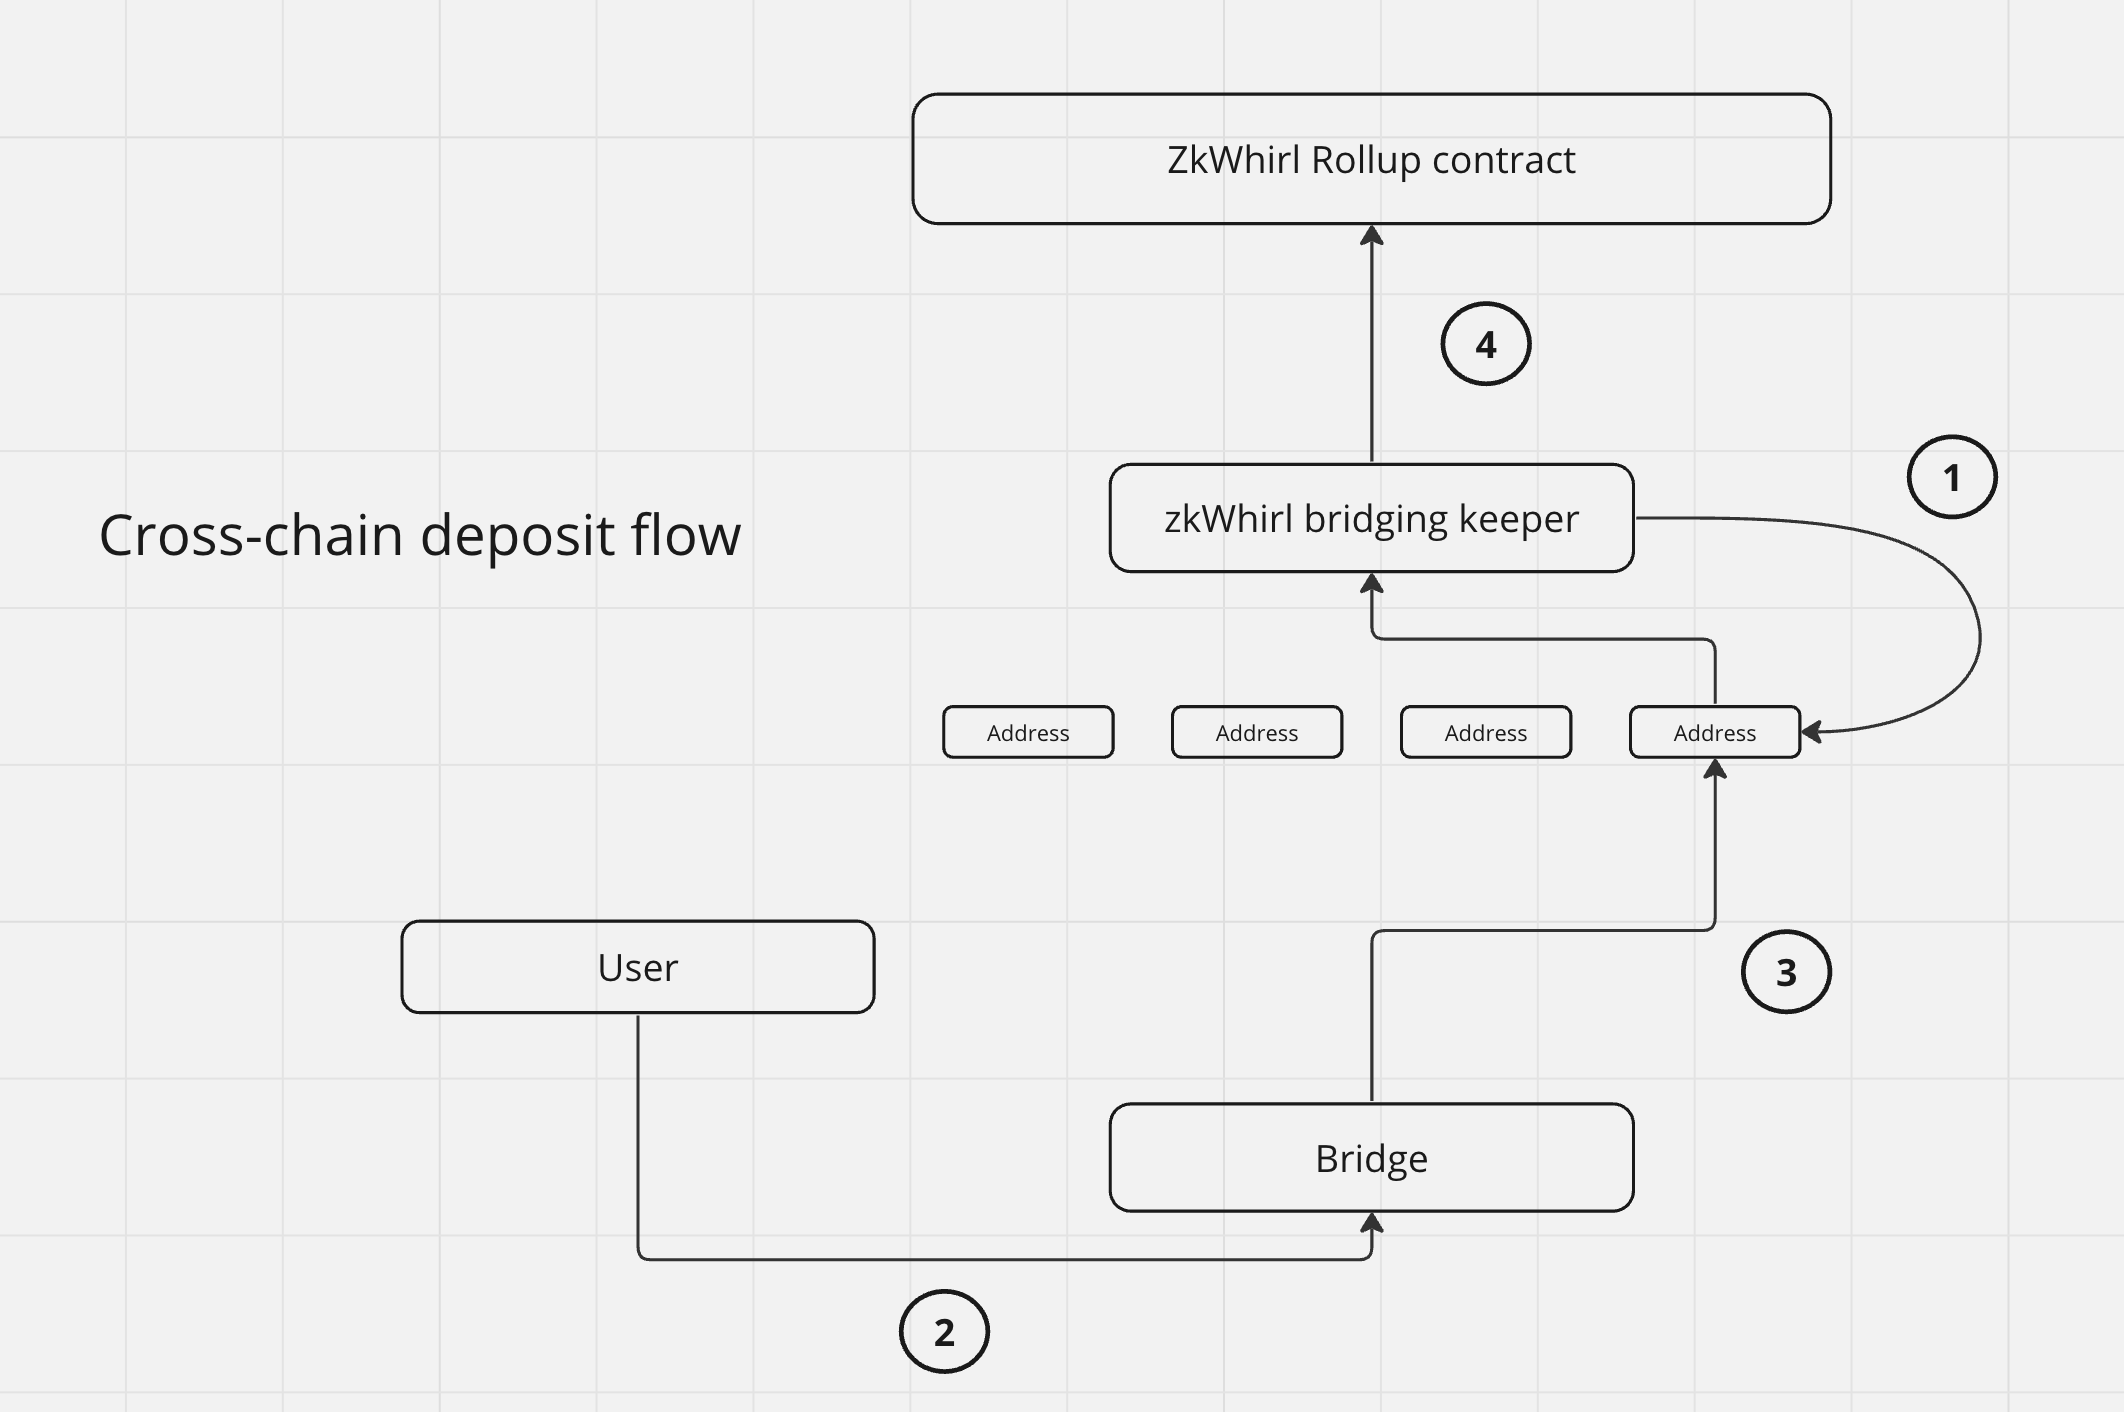 ZkWhirl Rollup contract
4
1
zkWhirl bridging keeper
Cross-chain deposit flow
Address
Address
Address
Address
User
3
Bridge
2